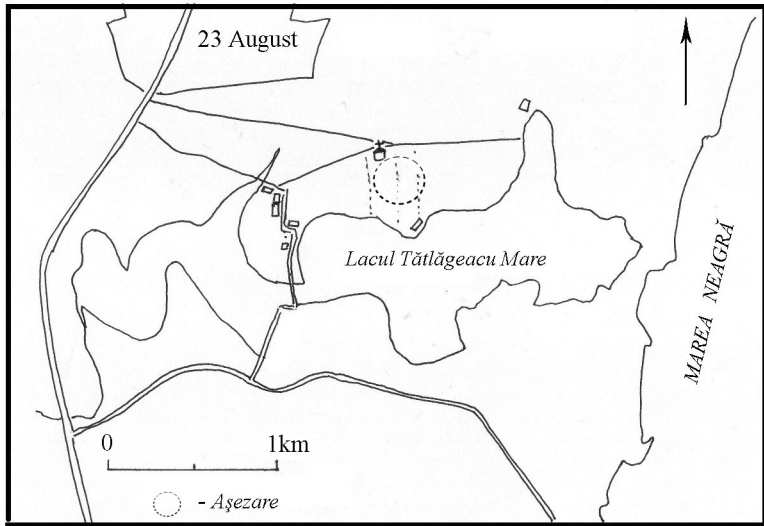 23 August
Lacul Tătlăgeacu Mare
MAREA NEAGRĂ
0 1km
- Aşezare